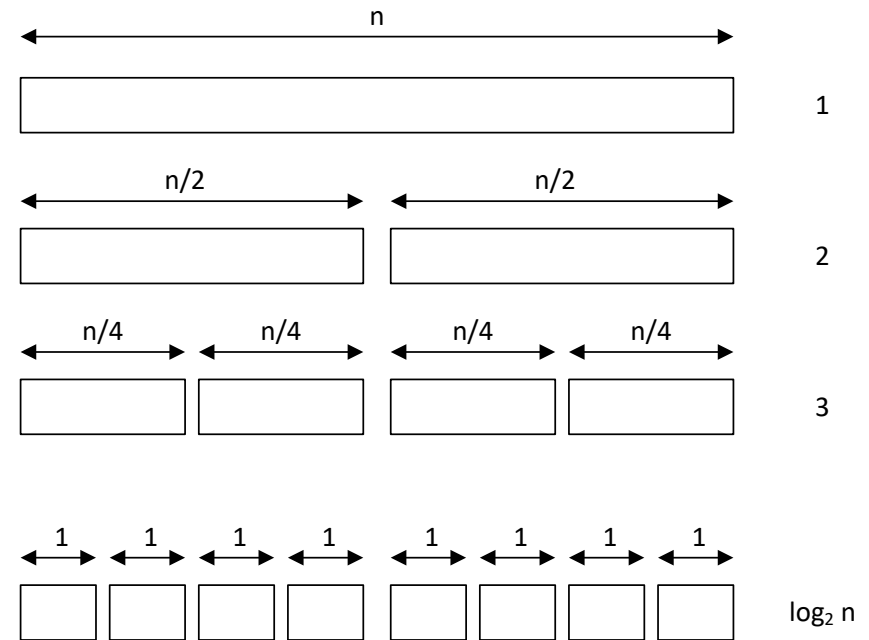 n
1
n/2 n/2
2
n/4 n/4 n/4 n/4
3
1 1 1 1 1 1 1 1
log₂ n